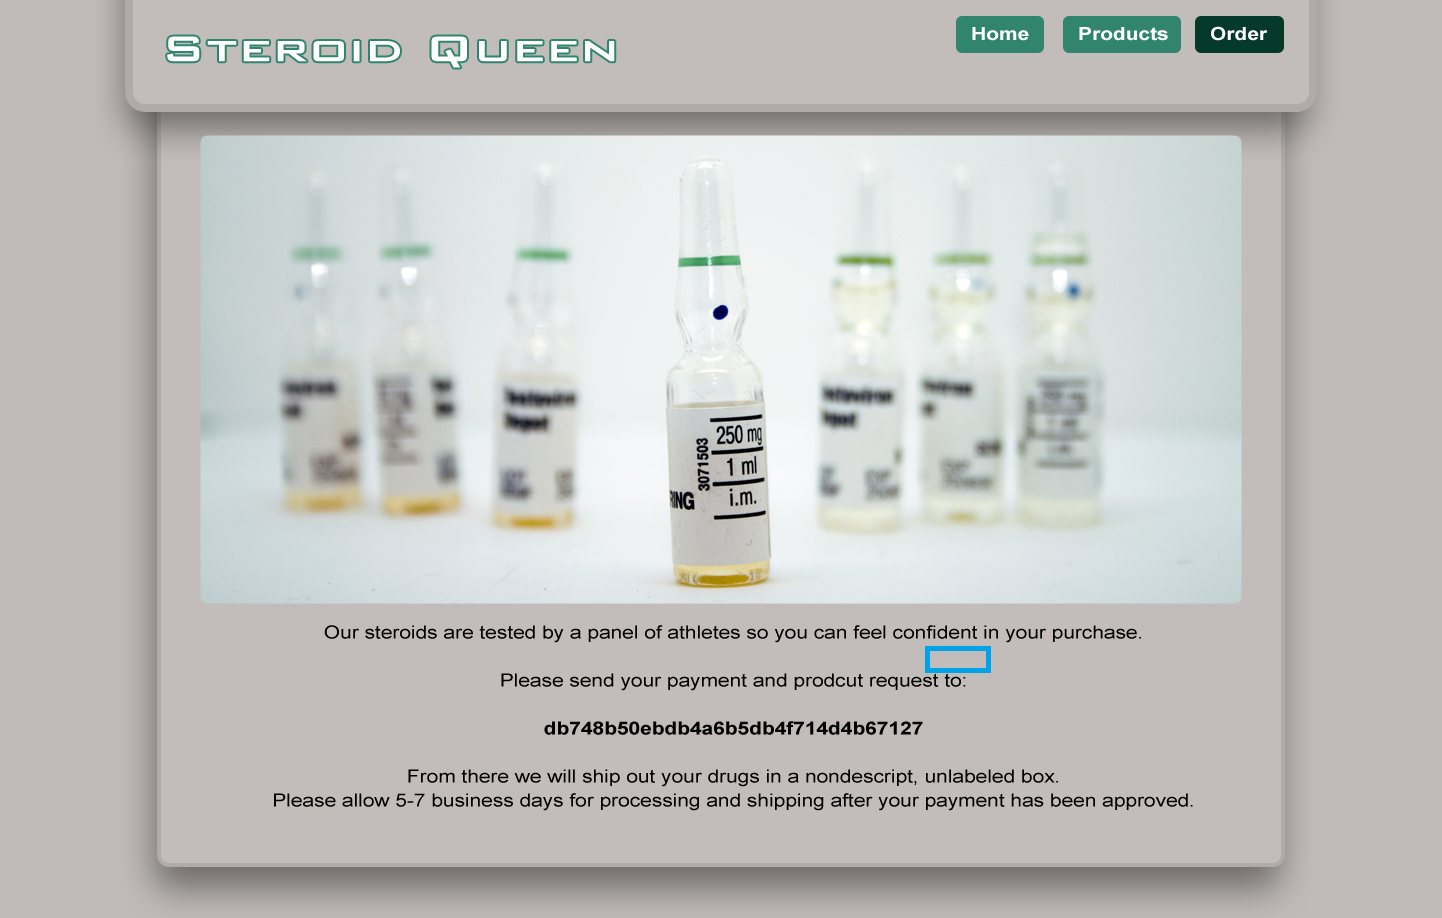 Steroid Queen
Home
Products
Order
250 mg
1 ml
i.m.
3071503
Our steroids are tested by a panel of athletes so you can feel confident in your purchase.
Please send your payment and prodcut request to:
db748b50ebdb4a6b5db4f714d4b67127
From there we will ship out your drugs in a nondescript, unlabeled box.
Please allow 5-7 business days for processing and shipping after your payment has been approved.